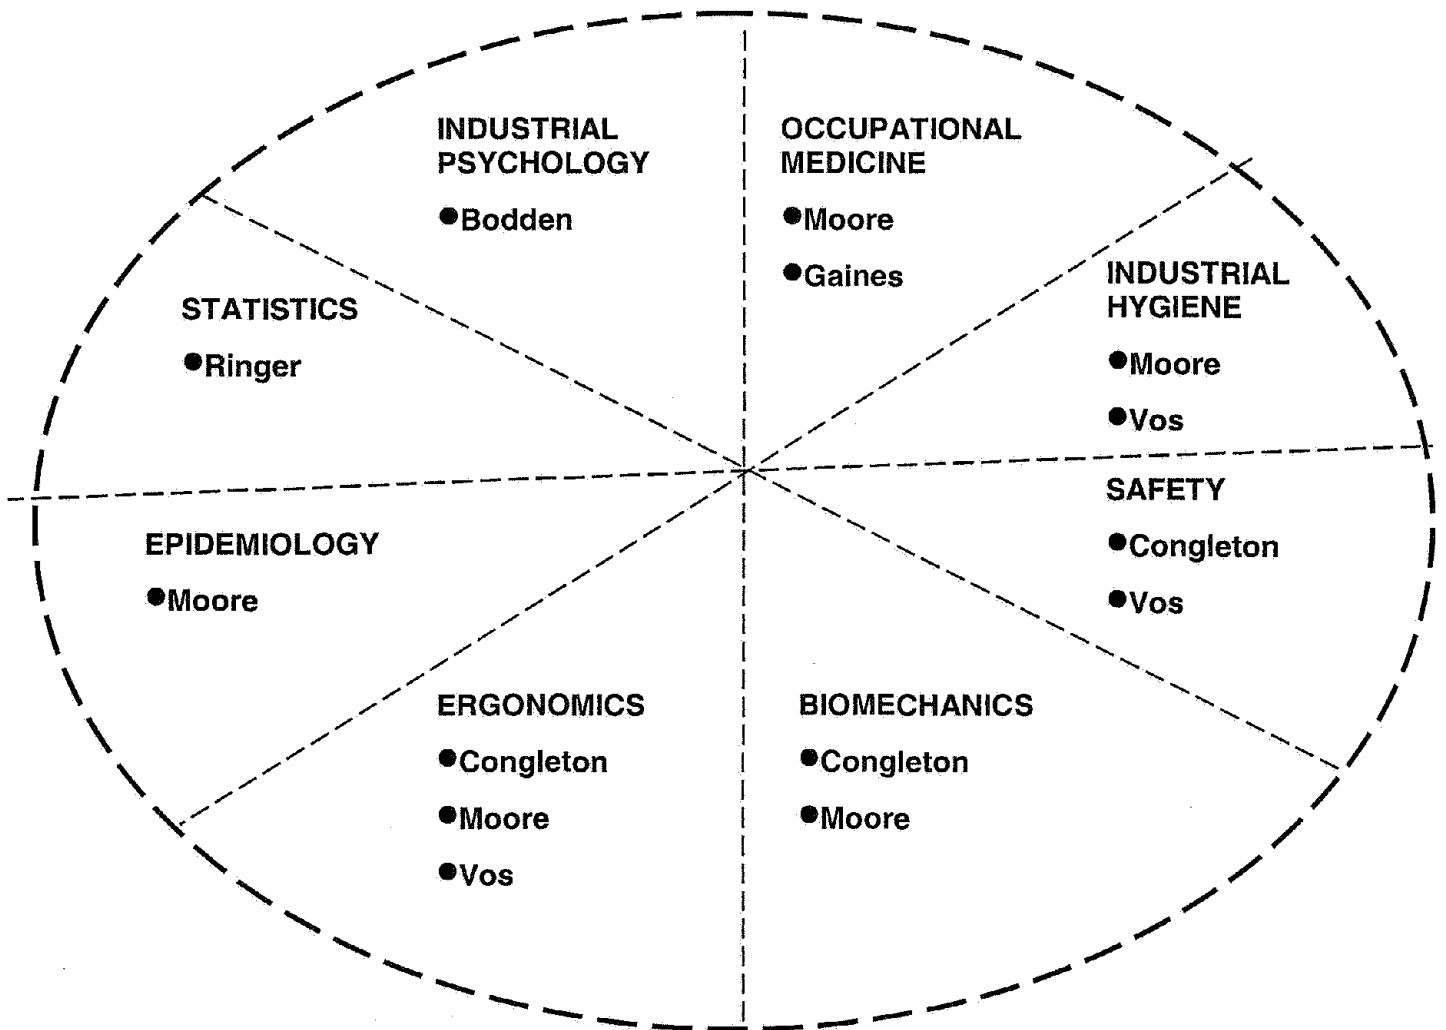 INDUSTRIAL
PSYCHOLOGY
●Bodden
OCCUPATIONAL
MEDICINE
●Moore
●Gaines
INDUSTRIAL
HYGIENE
●Moore
●Vos
SAFETY
●Congleton
●Vos
BIOMECHANICS
●Congleton
●Moore
ERGONOMICS
●Congleton
●Moore
●Vos
EPIDEMIOLOGY
●Moore
STATISTICS
●Ringer